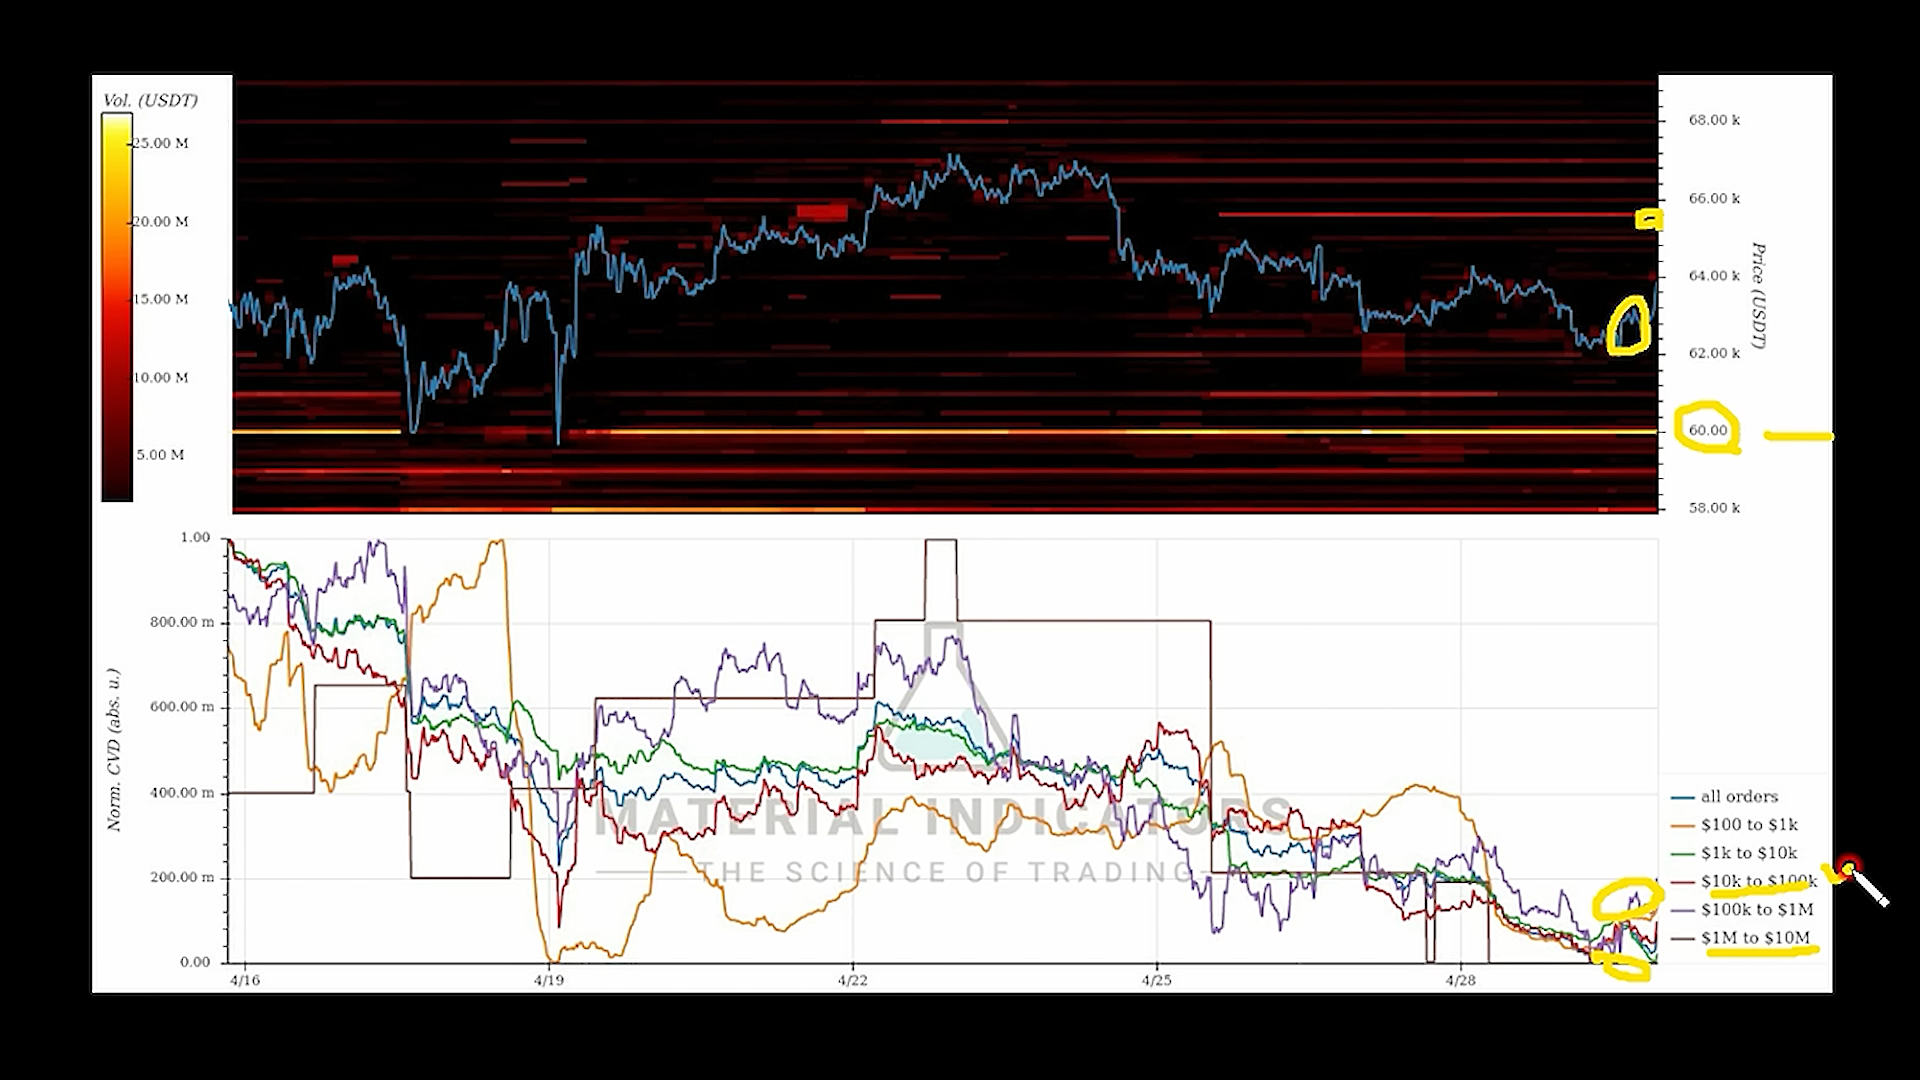 Vol. (USDT)
25.00 M
20.00 M
15.00 M
10.00 M
5.00 M
68.00 k
66.00 k
64.00 k
62.00 k
60.00
58.00 k
Price (USDT)
1.00
800.00 m
600.00 m
400.00 m
200.00 m
0.00
Norm. CVD (abs. u.)
4/16
4/19
4/22
4/25
4/28
MATERIAL INDICATORS
THE SCIENCE OF TRADING
all orders
$100 to $1k
$1k to $10k
$10k to $100k
$100k to $1M
$1M to $10M